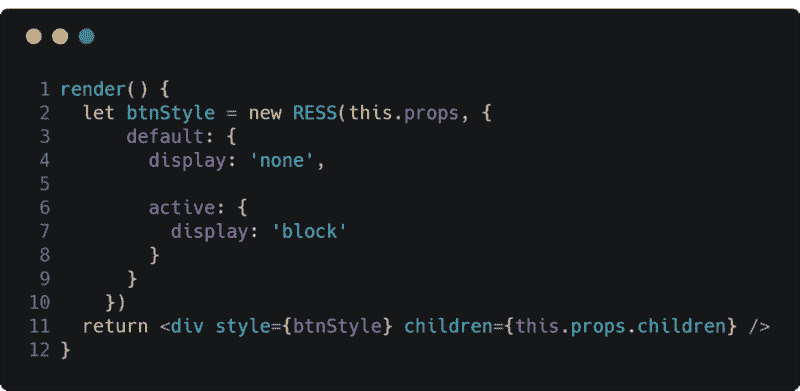 1 render() {
2   let btnStyle = new RESS(this.props, {
3       default: {
4         display: 'none',
5
6         active: {
7           display: 'block'
8         }
9       }
10     })
11   return <div style={btnStyle} children={this.props.children} />
12 }